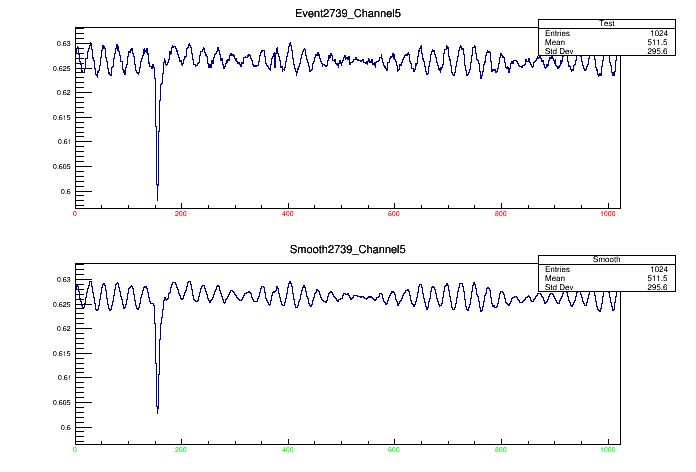 Event2739_Channel5
Test
Entries 1024
Mean 511.5
Std Dev 295.6
0.63
0.625
0.62
0.615
0.61
0.605
0.6
0 200 400 600 800 1000
Smooth2739_Channel5
Smooth
Entries 1024
Mean 511.5
Std Dev 295.6
0.63
0.625
0.62
0.615
0.61
0.605
0.6
0 200 400 600 800 1000